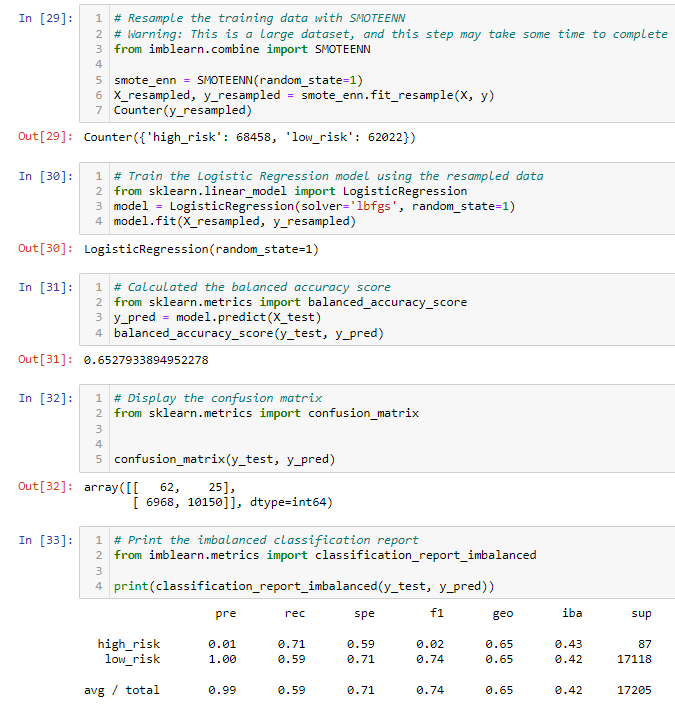 In [29]:
1 # Resample the training data with SMOTEENN
2 # Warning: This is a large dataset, and this step may take some time to complete
3 from imblearn.combine import SMOTEENN
4
5 smote_enn = SMOTEENN(random_state=1)
6 X_resampled, y_resampled = smote_enn.fit_resample(X, y)
7 Counter(y_resampled)
Out[29]: Counter({'high_risk': 68458, 'low_risk': 62022})
In [30]:
1 # Train the Logistic Regression model using the resampled data
2 from sklearn.linear_model import LogisticRegression
3 model = LogisticRegression(solver='lbfgs', random_state=1)
4 model.fit(X_resampled, y_resampled)
Out[30]: LogisticRegression(random_state=1)
In [31]:
1 # Calculated the balanced accuracy score
2 from sklearn.metrics import balanced_accuracy_score
3 y_pred = model.predict(X_test)
4 balanced_accuracy_score(y_test, y_pred)
Out[31]: 0.6527933894952278
In [32]:
1 # Display the confusion matrix
2 from sklearn.metrics import confusion_matrix
3
4
5 confusion_matrix(y_test, y_pred)
Out[32]: array([[   62,    25],
       [ 6968, 10150]], dtype=int64)
In [33]:
1 # Print the imbalanced classification report
2 from imblearn.metrics import classification_report_imbalanced
3
4 print(classification_report_imbalanced(y_test, y_pred))
pre rec spe f1 geo iba sup
high_risk 0.01 0.71 0.59 0.02 0.65 0.43 87
low_risk 1.00 0.59 0.71 0.74 0.65 0.42 17118
avg / total 0.99 0.59 0.71 0.74 0.65 0.42 17205